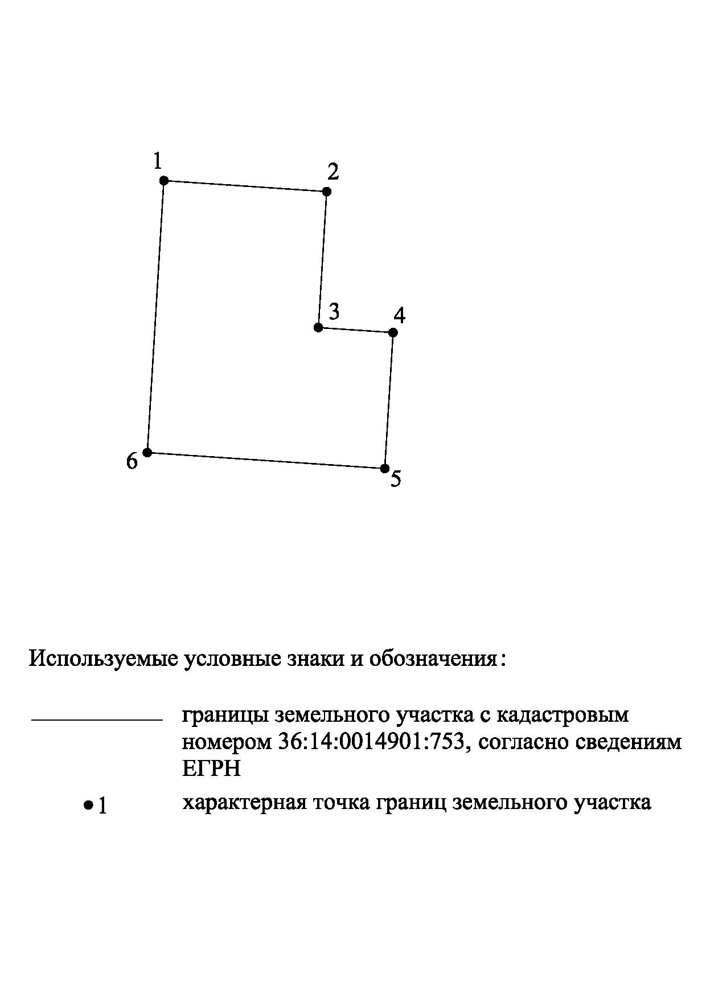 1
2
3
4
6
5
Используемые условные знаки и обозначения:
границы земельного участка с кадастровым
номером 36:14:0014901:753, согласно сведениям
ЕГРН
1 характерная точка границ земельного участка